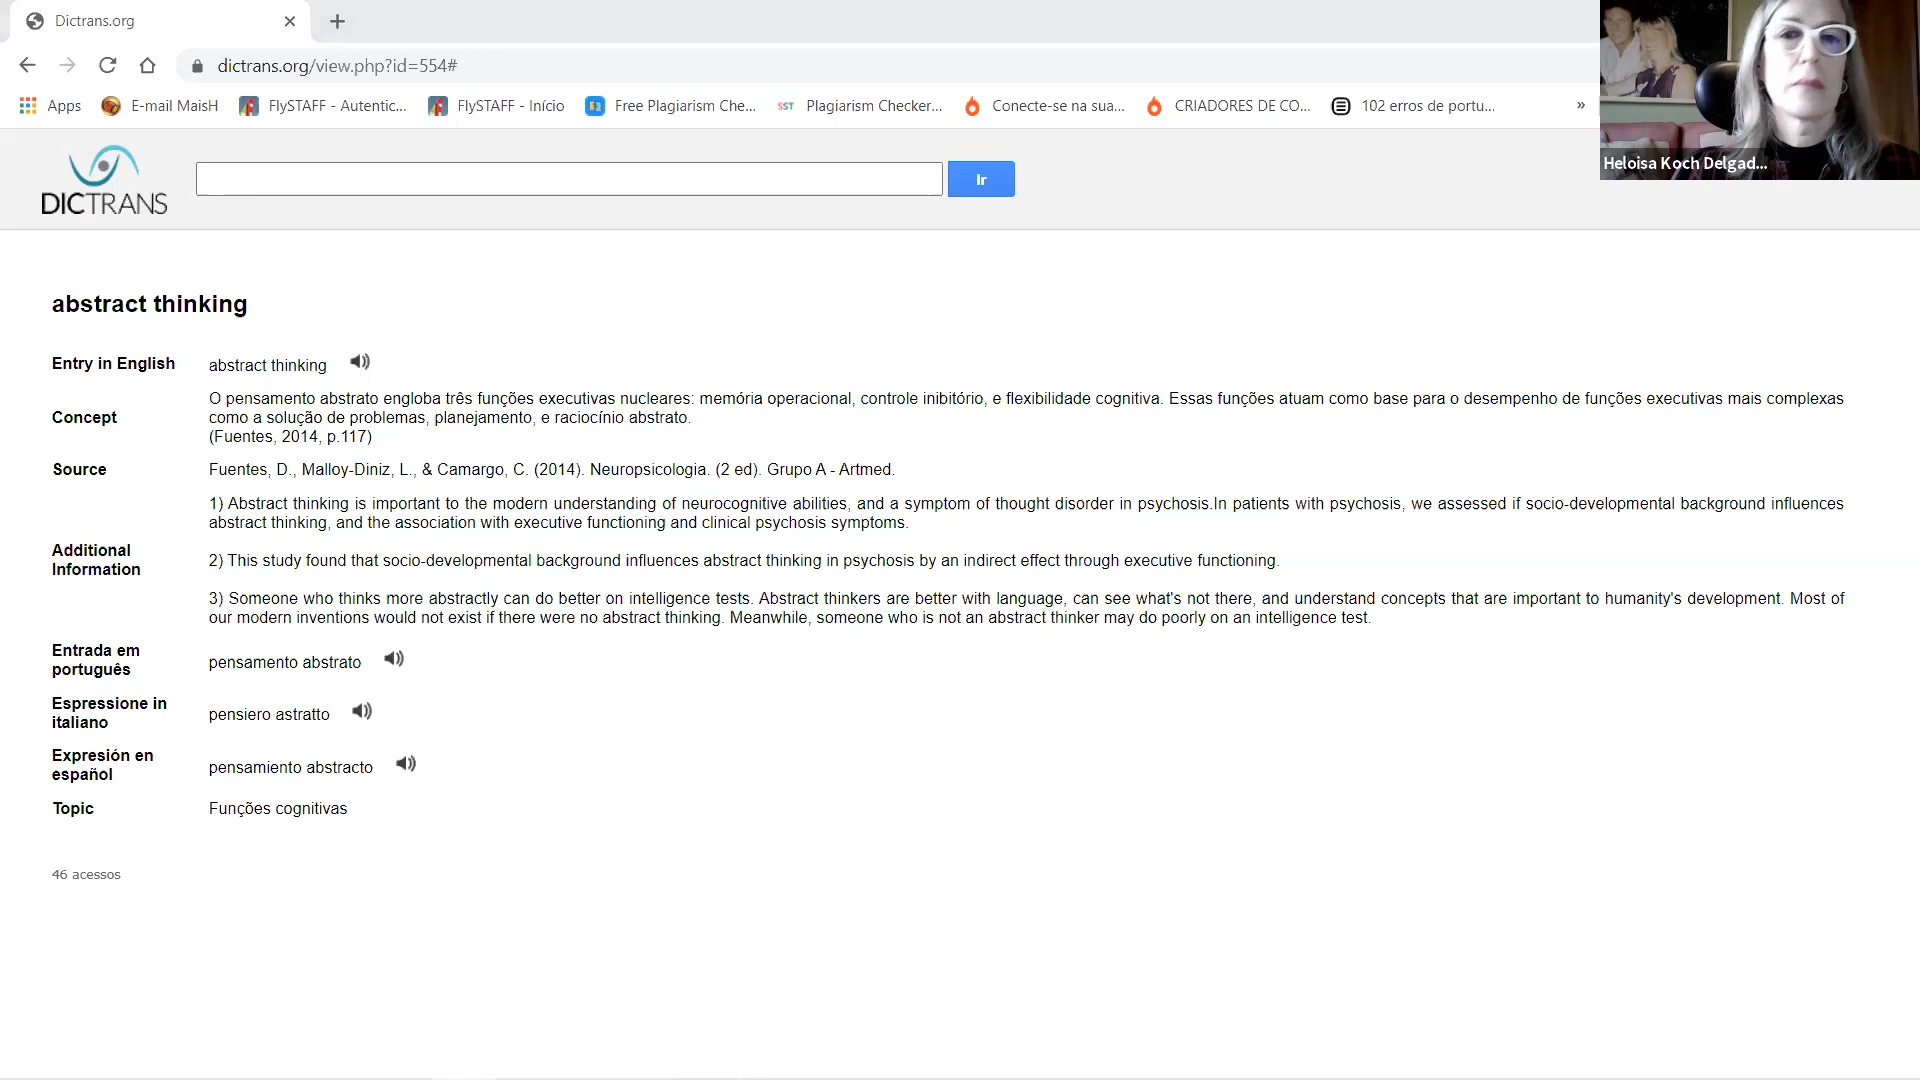 Dictrans.org
dictrans.org/view.php?id=554#
Apps E-mail MaisH FlySTAFF - Autentic... FlySTAFF - Início Free Plagiarism Che... SST Plagiarism Checker... Conecte-se na sua... CRIADORES DE CO... 102 erros de portu... »
DICTRANS
Ir
Heloisa Koch Delgad...
abstract thinking
Entry in English abstract thinking
Concept
O pensamento abstrato engloba três funções executivas nucleares: memória operacional, controle inibitório, e flexibilidade cognitiva. Essas funções atuam como base para o desempenho de funções executivas mais complexas
como a solução de problemas, planejamento, e raciocínio abstrato.
(Fuentes, 2014, p.117)
Source Fuentes, D., Malloy-Diniz, L., & Camargo, C. (2014). Neuropsicologia. (2 ed). Grupo A - Artmed.
Additional
Information
1) Abstract thinking is important to the modern understanding of neurocognitive abilities, and a symptom of thought disorder in psychosis.In patients with psychosis, we assessed if socio-developmental background influences
abstract thinking, and the association with executive functioning and clinical psychosis symptoms.
2) This study found that socio-developmental background influences abstract thinking in psychosis by an indirect effect through executive functioning.
3) Someone who thinks more abstractly can do better on intelligence tests. Abstract thinkers are better with language, can see what's not there, and understand concepts that are important to humanity's development. Most of
our modern inventions would not exist if there were no abstract thinking. Meanwhile, someone who is not an abstract thinker may do poorly on an intelligence test.
Entrada em
português
pensamento abstrato
Espressione in
italiano
pensiero astratto
Expresión en
español
pensamiento abstracto
Topic Funções cognitivas
46 acessos